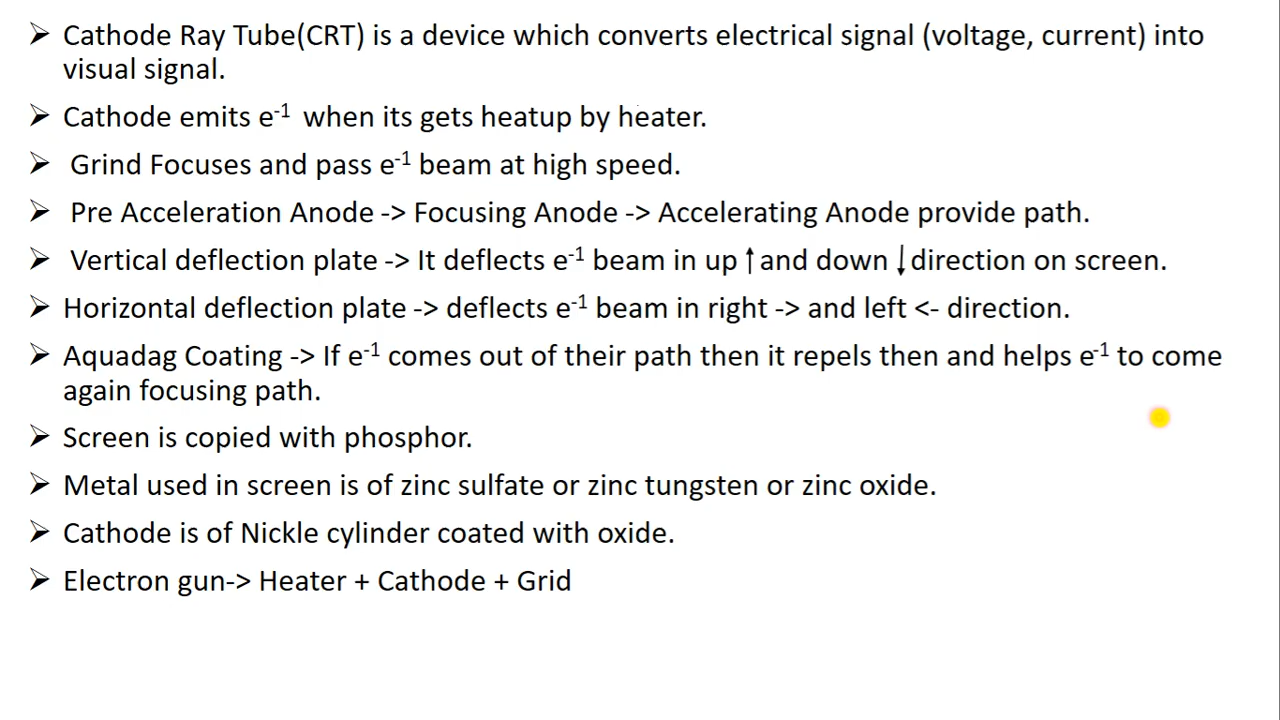 ➢ Cathode Ray Tube(CRT) is a device which converts electrical signal (voltage, current) into
visual signal.
➢ Cathode emits e⁻¹ when its gets heatup by heater.
➢ Grind Focuses and pass e⁻¹ beam at high speed.
➢ Pre Acceleration Anode -> Focusing Anode -> Accelerating Anode provide path.
➢ Vertical deflection plate -> It deflects e⁻¹ beam in up ↑ and down ↓ direction on screen.
➢ Horizontal deflection plate -> deflects e⁻¹ beam in right -> and left <- direction.
➢ Aquadag Coating -> If e⁻¹ comes out of their path then it repels then and helps e⁻¹ to come
again focusing path.
➢ Screen is copied with phosphor.
➢ Metal used in screen is of zinc sulfate or zinc tungsten or zinc oxide.
➢ Cathode is of Nickle cylinder coated with oxide.
➢ Electron gun-> Heater + Cathode + Grid